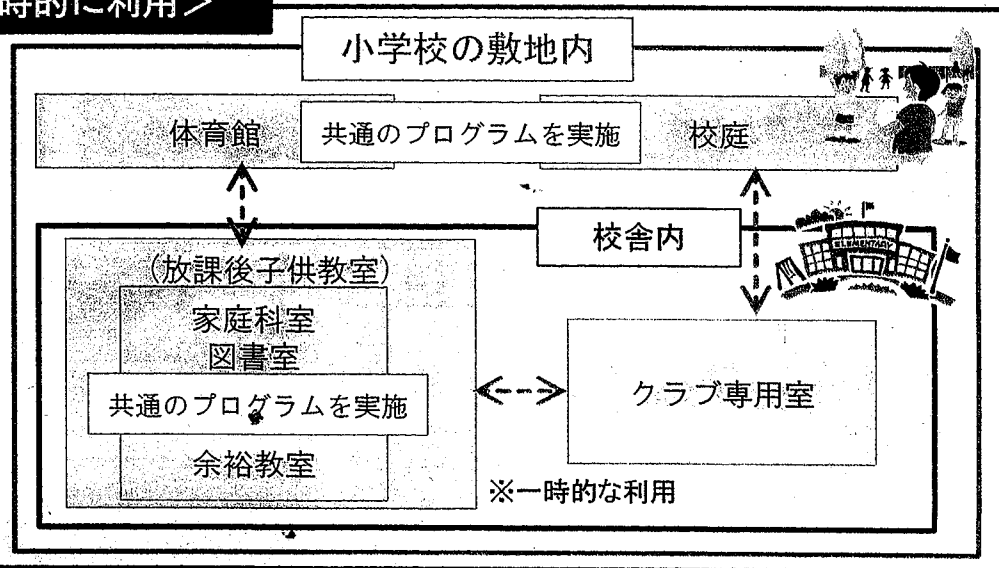 時的に利用＞
小学校の敷地内
体育館
共通のプログラムを実施
校庭
校舎内
ELEMENTARY
（放課後子供教室）
家庭科室
図書室
共通のプログラムを実施
クラブ専用室
余裕教室
※一時的な利用